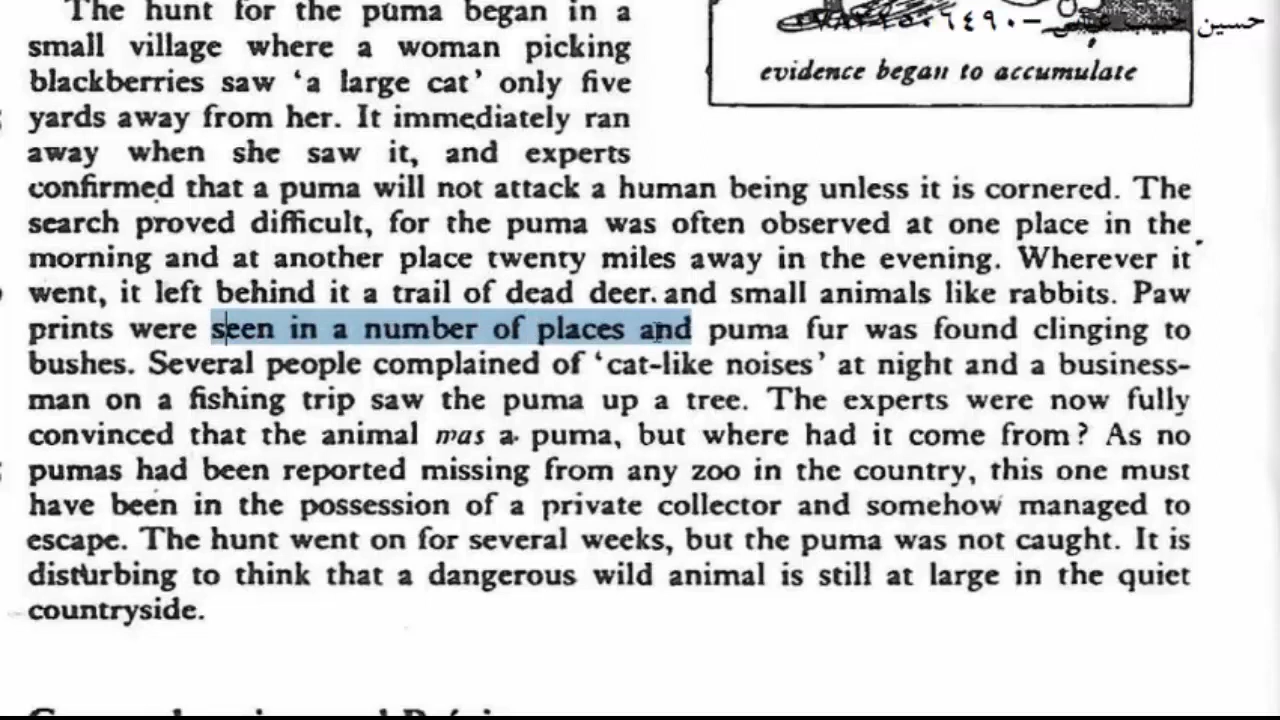 The hunt for the puma began in a
small village where a woman picking
blackberries saw ‘a large cat’ only five
yards away from her. It immediately ran
away when she saw it, and experts
confirmed that a puma will not attack a human being unless it is cornered. The
search proved difficult, for the puma was often observed at one place in the
morning and at another place twenty miles away in the evening. Wherever it
went, it left behind it a trail of dead deer and small animals like rabbits. Paw
prints were seen in a number of places and puma fur was found clinging to
bushes. Several people complained of ‘cat-like noises’ at night and a business-
man on a fishing trip saw the puma up a tree. The experts were now fully
convinced that the animal was a puma, but where had it come from? As no
pumas had been reported missing from any zoo in the country, this one must
have been in the possession of a private collector and somehow managed to
escape. The hunt went on for several weeks, but the puma was not caught. It is
disturbing to think that a dangerous wild animal is still at large in the quiet
countryside.
حسين حبيب
evidence began to accumulate